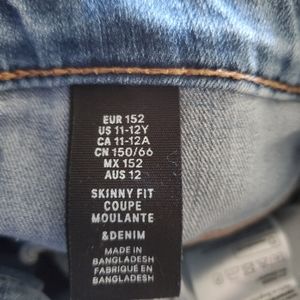 EUR 152
US 11-12Y
CA 11-12A
CN 150/66
MX 152
AUS 12
SKINNY FIT
COUPE
MOULANTE
&DENIM
MADE IN
BANGLADESH
FABRIQUÉ EN
BANGLADESH